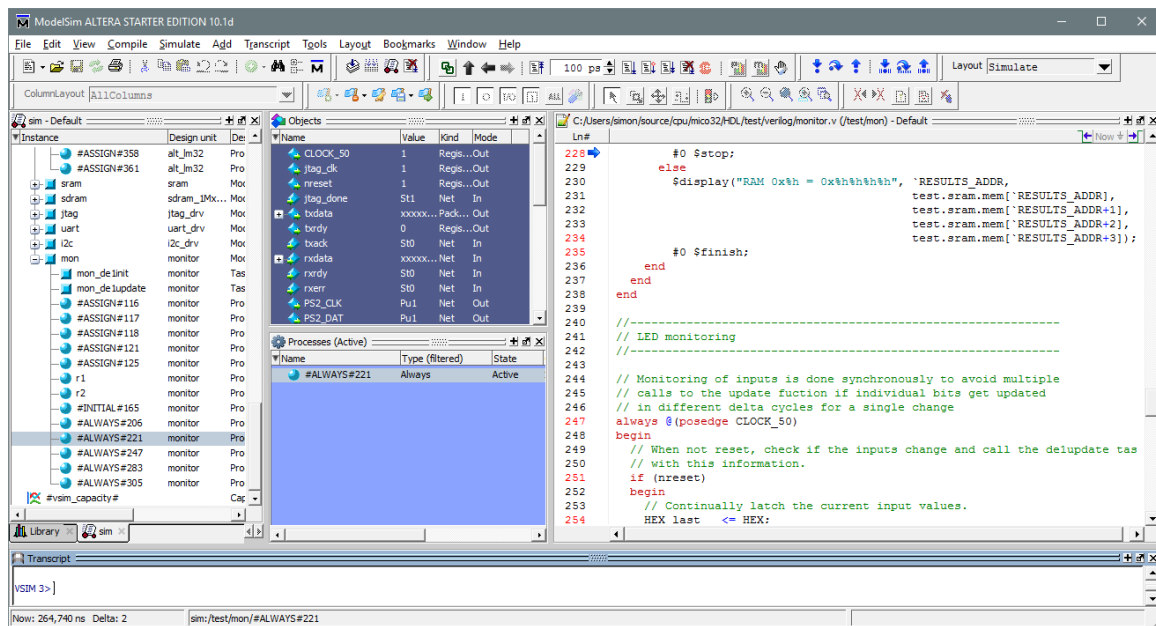 ModelSim ALTERA STARTER EDITION 10.1d
File Edit View Compile Simulate Add Transcript Tools Layout Bookmarks Window Help
100 ps
Layout Simulate
ColumnLayout AllColumns
sim - Default
Instance Design unit De
#ASSIGN#358 alt_lm32 Pro
#ASSIGN#361 alt_lm32 Pro
sram sram Mod
sdram sdram_1Mx... Mod
jtag jtag_drv Mod
uart uart_drv Mod
i2c i2c_drv Mod
mon monitor Mod
mon_de1init monitor Tas
mon_de1update monitor Tas
#ASSIGN#116 monitor Pro
#ASSIGN#117 monitor Pro
#ASSIGN#118 monitor Pro
#ASSIGN#121 monitor Pro
#ASSIGN#125 monitor Pro
r1 monitor Pro
r2 monitor Pro
#INITIAL#165 monitor Pro
#ALWAYS#206 monitor Pro
#ALWAYS#221 monitor Pro
#ALWAYS#247 monitor Pro
#ALWAYS#283 monitor Pro
#ALWAYS#305 monitor Pro
#vsim_capacity# Cap
Library sim
Objects
Name Value Kind Mode
CLOCK_50 1 Regis... Out
jtag_clk 1 Regis... Out
nreset 1 Regis... Out
jtag_done St1 Net In
txdata xxxxx... Pack... Out
txrdy 0 Regis... Out
txack St0 Net In
rxdata xxxxx... Net In
rxrdy St0 Net In
rxerr St0 Net In
PS2_CLK Pu1 Net Out
PS2_DAT Pu1 Net Out
Processes (Active)
Name Type (filtered) State
#ALWAYS#221 Always Active
C:/Users/simon/source/cpu/mico32/HDL/test/verilog/monitor.v (/test/mon) - Default
Ln# Now
228 #0 $stop;
229 else
230 $display("RAM 0x%h = 0x%h%h%h%h", `RESULTS_ADDR,
231 test.sram.mem[`RESULTS_ADDR],
232 test.sram.mem[`RESULTS_ADDR+1],
233 test.sram.mem[`RESULTS_ADDR+2],
234 test.sram.mem[`RESULTS_ADDR+3]);
235 #0 $finish;
236 end
237 end
238 end
239
240 //-------------------------------------------------------------
241 // LED monitoring
242 //-------------------------------------------------------------
243
244 // Monitoring of inputs is done synchronously to avoid multiple
245 // calls to the update fuction if individual bits get updated
246 // in different delta cycles for a single change
247 always @(posedge CLOCK_50)
248 begin
249 // When not reset, check if the inputs change and call the de1update tas
250 // with this information.
251 if (nreset)
252 begin
253 // Continually latch the current input values.
254 HEX_last <= HEX;
Transcript
VSIM 3>
Now: 264,740 ns Delta: 2 sim:/test/mon/#ALWAYS#221